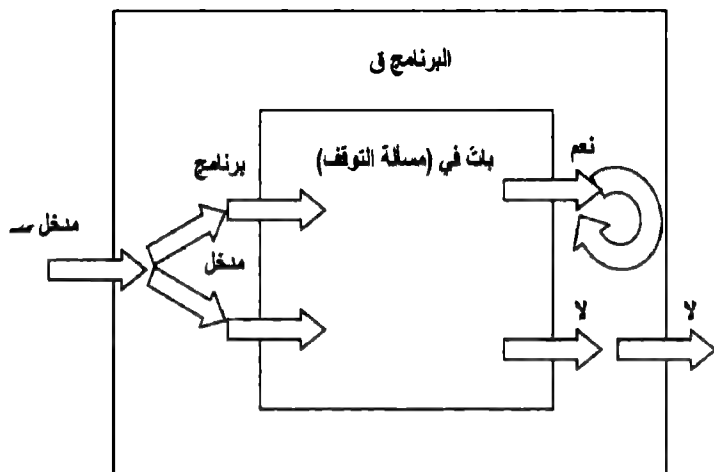 البرنامج ق
باتّ في (مسألة التوقف)
نعم
برنامج
مدخل س
مدخل
لا
لا